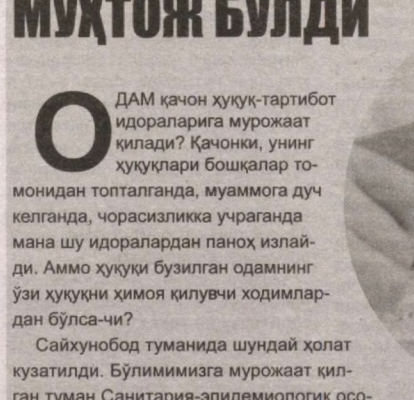 МУҲТОЖ БЎЛДИ
ОДАМ қачон ҳуқуқ-тартибот
идораларига мурожаат
қилади? Қачонки, унинг
ҳуқуқлари бошқалар то-
монидан топталганда, муаммога дуч
келганда, чорасизликка учраганда
мана шу идоралардан паноҳ излай-
ди. Аммо ҳуқуқи бузилган одамнинг
ўзи ҳуқуқни ҳимоя қилувчи ходимлар-
дан бўлса-чи?
Сайхунобод туманида шундай ҳолат
кузатилди. Бўлимимизга мурожаат қил-
ган туман Санитария-эпидемиологик осо-